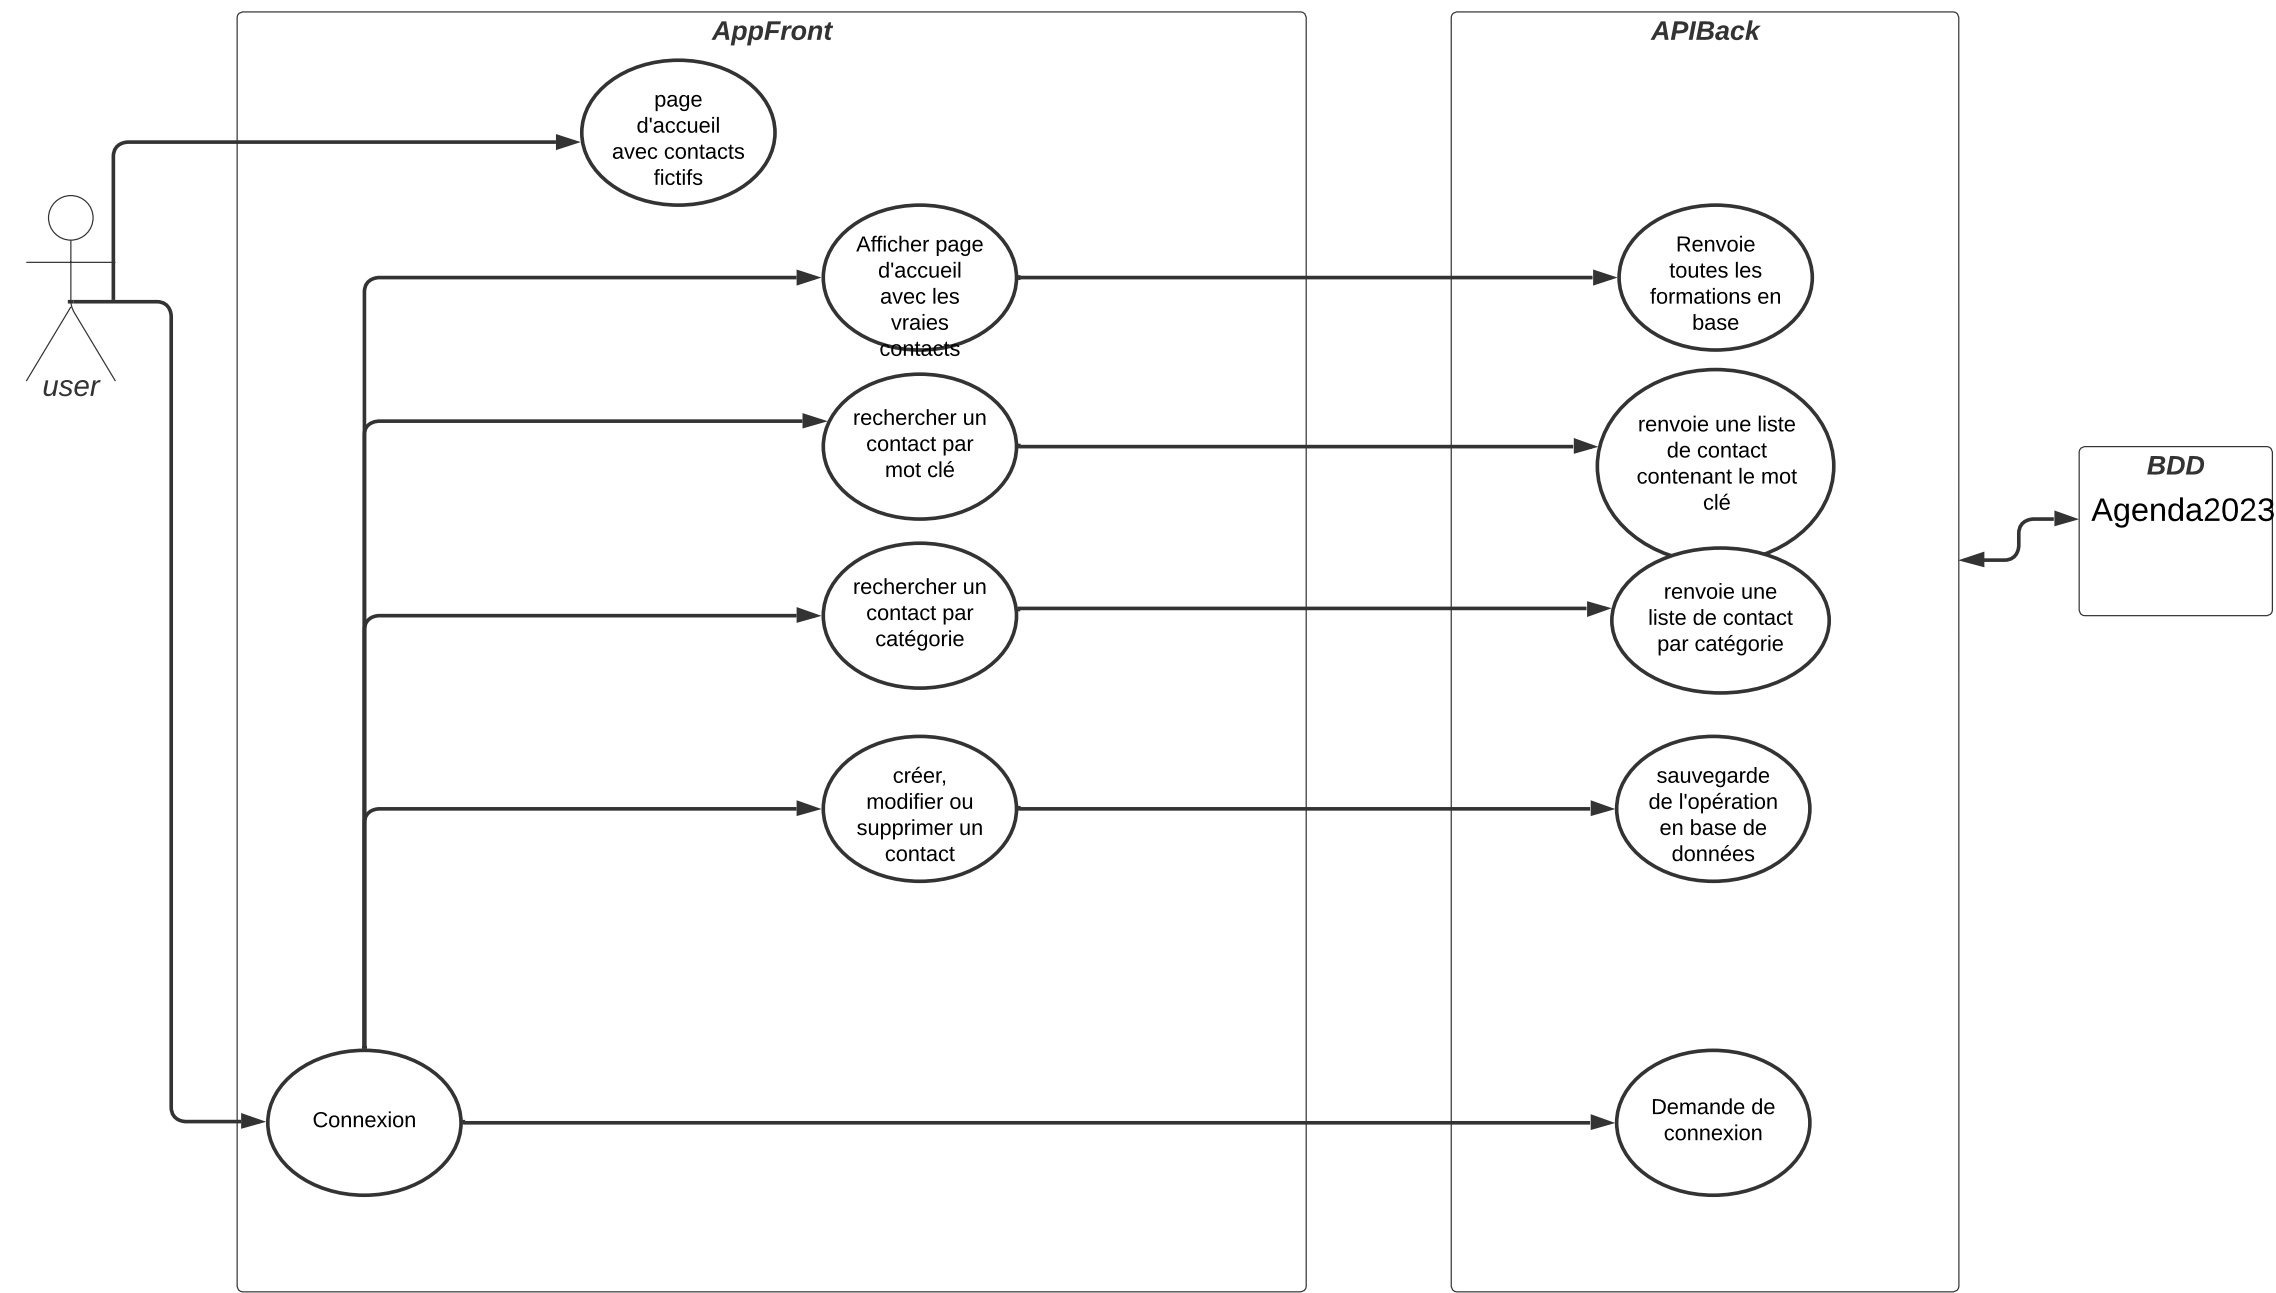 AppFront
APIBack
page
d'accueil
avec contacts
fictifs
user
Afficher page
d'accueil
avec les
vraies
contacts
Renvoie
toutes les
formations en
base
rechercher un
contact par
mot clé
renvoie une liste
de contact
contenant le mot
clé
BDD
Agenda2023
rechercher un
contact par
catégorie
renvoie une
liste de contact
par catégorie
créer,
modifier ou
supprimer un
contact
sauvegarde
de l'opération
en base de
données
Connexion
Demande de
connexion